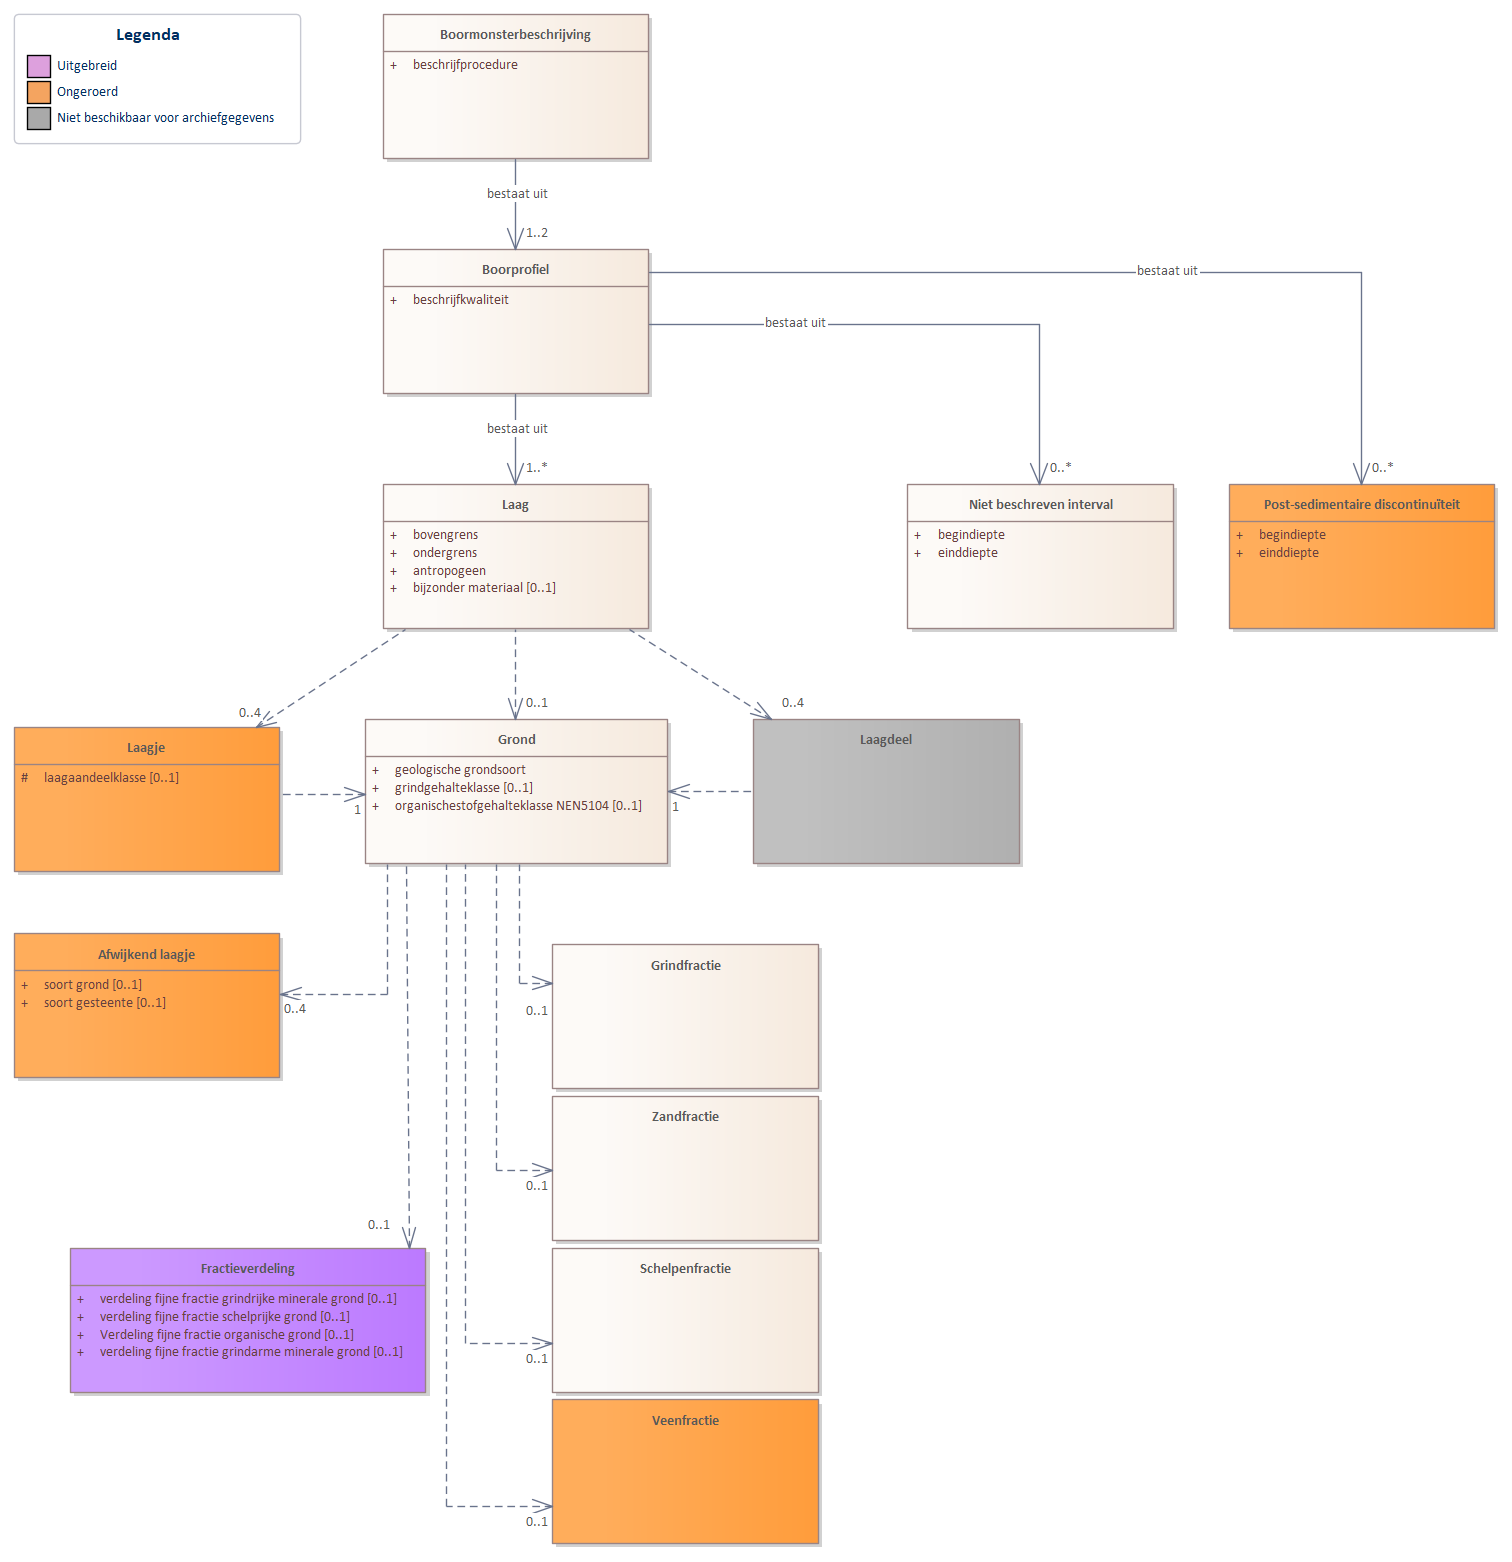 Legenda
Uitgebreid
Ongeroerd
Niet beschikbaar voor archiefgegevens
Boormonsterbeschrijving
+ beschrijfprocedure
bestaat uit
1..2
Boorprofiel
+ beschrijfkwaliteit
bestaat uit
bestaat uit
bestaat uit
1..*
0..*
0..*
Laag
+ bovengrens
+ ondergrens
+ antropogeen
+ bijzonder materiaal [0..1]
Niet beschreven interval
+ begindiepte
+ einddiepte
Post-sedimentaire discontinuïteit
+ begindiepte
+ einddiepte
0..4
0..1
0..4
Laagje
# laagaandeelklasse [0..1]
1
Grond
+ geologische grondsoort
+ grindgehalteklasse [0..1]
+ organischestofgehalteklasse NEN5104 [0..1]
1
Laagdeel
Afwijkend laagje
+ soort grond [0..1]
+ soort gesteente [0..1]
0..4
Grindfractie
0..1
Zandfractie
0..1
0..1
Fractieverdeling
+ verdeling fijne fractie grindrijke minerale grond [0..1]
+ verdeling fijne fractie schelprijke grond [0..1]
+ Verdeling fijne fractie organische grond [0..1]
+ verdeling fijne fractie grindarme minerale grond [0..1]
Schelpenfractie
0..1
Veenfractie
0..1